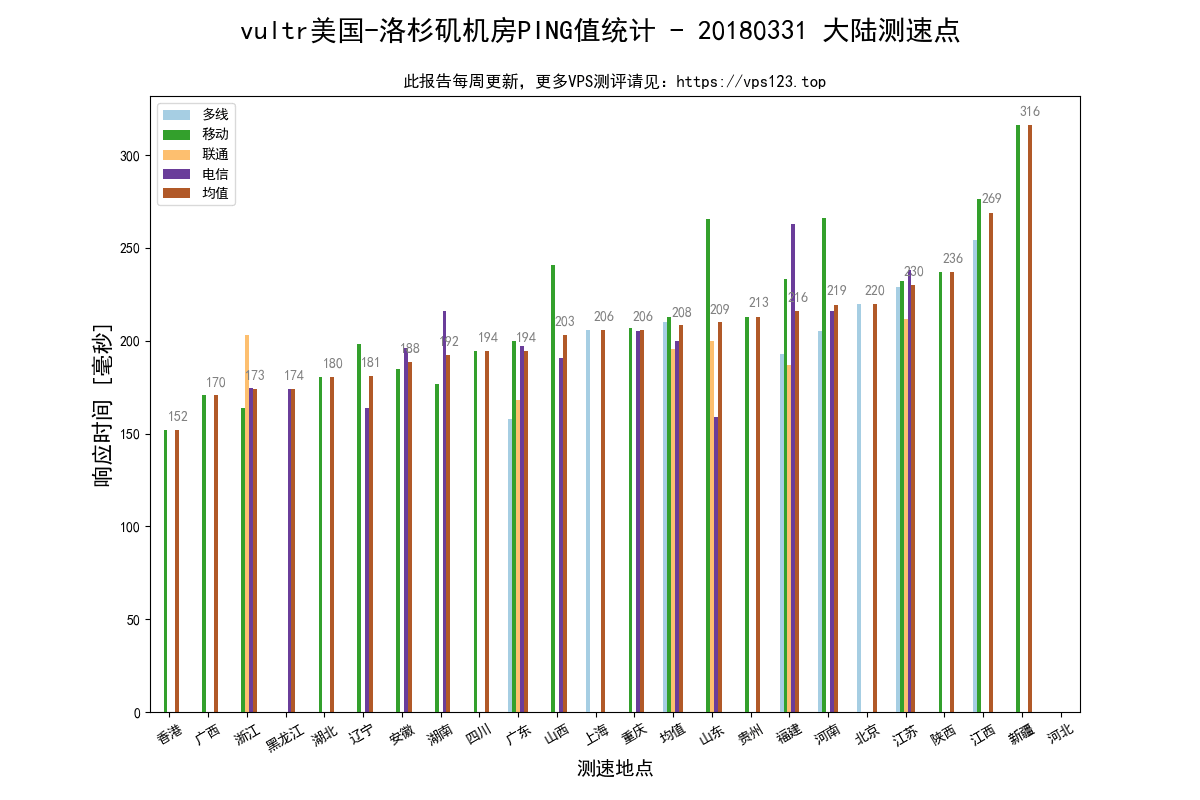 vultr美国-洛杉矶机房PING值统计 - 20180331 大陆测速点
此报告每周更新，更多VPS测评请见：https://vps123.top
多线
移动
联通
电信
均值
响应时间 [毫秒]
300
250
200
150
100
50
0
152
170
173
174
180
181
188
192
194
194
203
206
206
208
209
213
216
219
220
230
236
269
316
香港
广西
浙江
黑龙江
湖北
辽宁
安徽
湖南
四川
广东
山西
上海
重庆
均值
山东
贵州
福建
河南
北京
江苏
陕西
江西
新疆
河北
测速地点